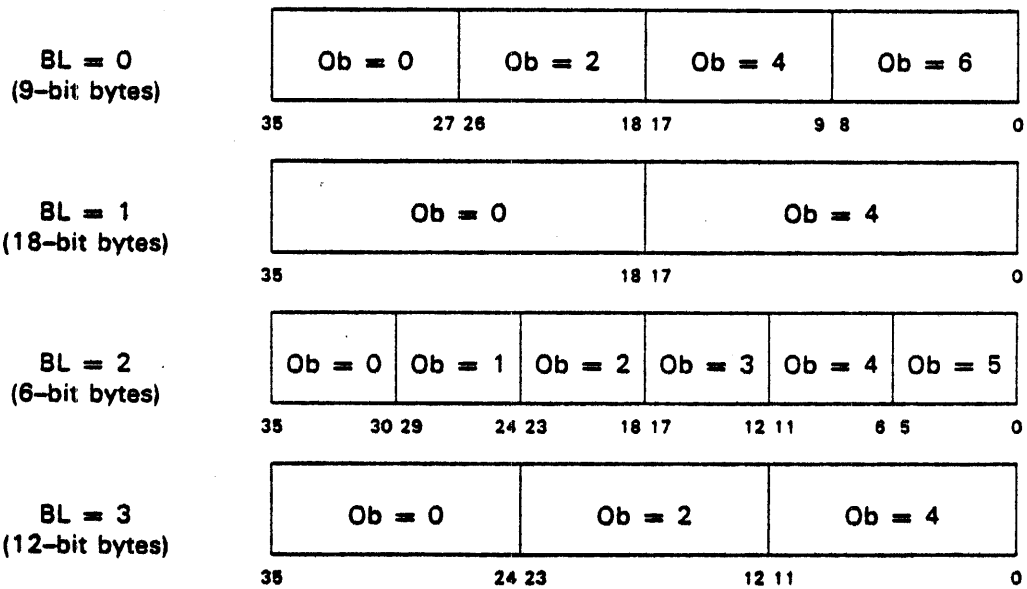 BL = 0
(9-bit bytes)
Ob = 0 Ob = 2 Ob = 4 Ob = 6
35 27 26 18 17 9 8 0
BL = 1
(18-bit bytes)
Ob = 0 Ob = 4
35 18 17 0
BL = 2
(6-bit bytes)
Ob = 0 Ob = 1 Ob = 2 Ob = 3 Ob = 4 Ob = 5
35 30 29 24 23 18 17 12 11 6 5 0
BL = 3
(12-bit bytes)
Ob = 0 Ob = 2 Ob = 4
35 24 23 12 11 0